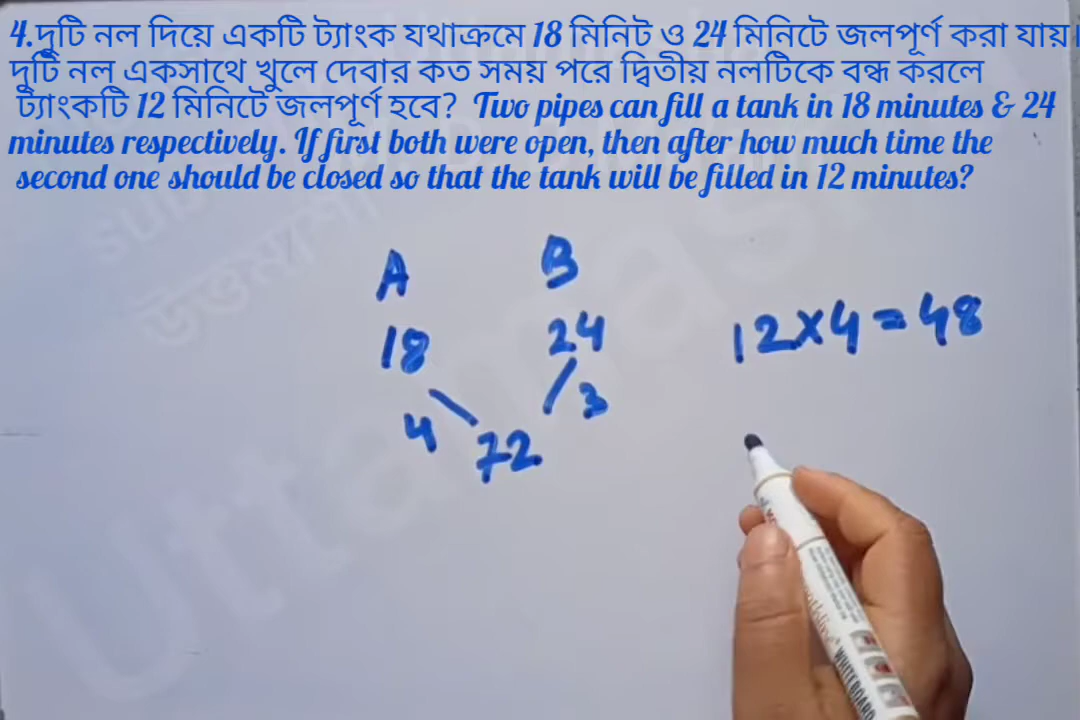 4.দুটি নল দিয়ে একটি ট্যাংক যথাক্রমে 18 মিনিট ও 24 মিনিটে জলপূর্ণ করা যায়।
দুটি নল একসাথে খুলে দেবার কত সময় পরে দ্বিতীয় নলটিকে বন্ধ করলে
ট্যাংকটি 12 মিনিটে জলপূর্ণ হবে? Two pipes can fill a tank in 18 minutes & 24
minutes respectively. If first both were open, then after how much time the
second one should be closed so that the tank will be filled in 12 minutes?
A B
18 24
12x4=48
4 72 3
WHITEBOARD